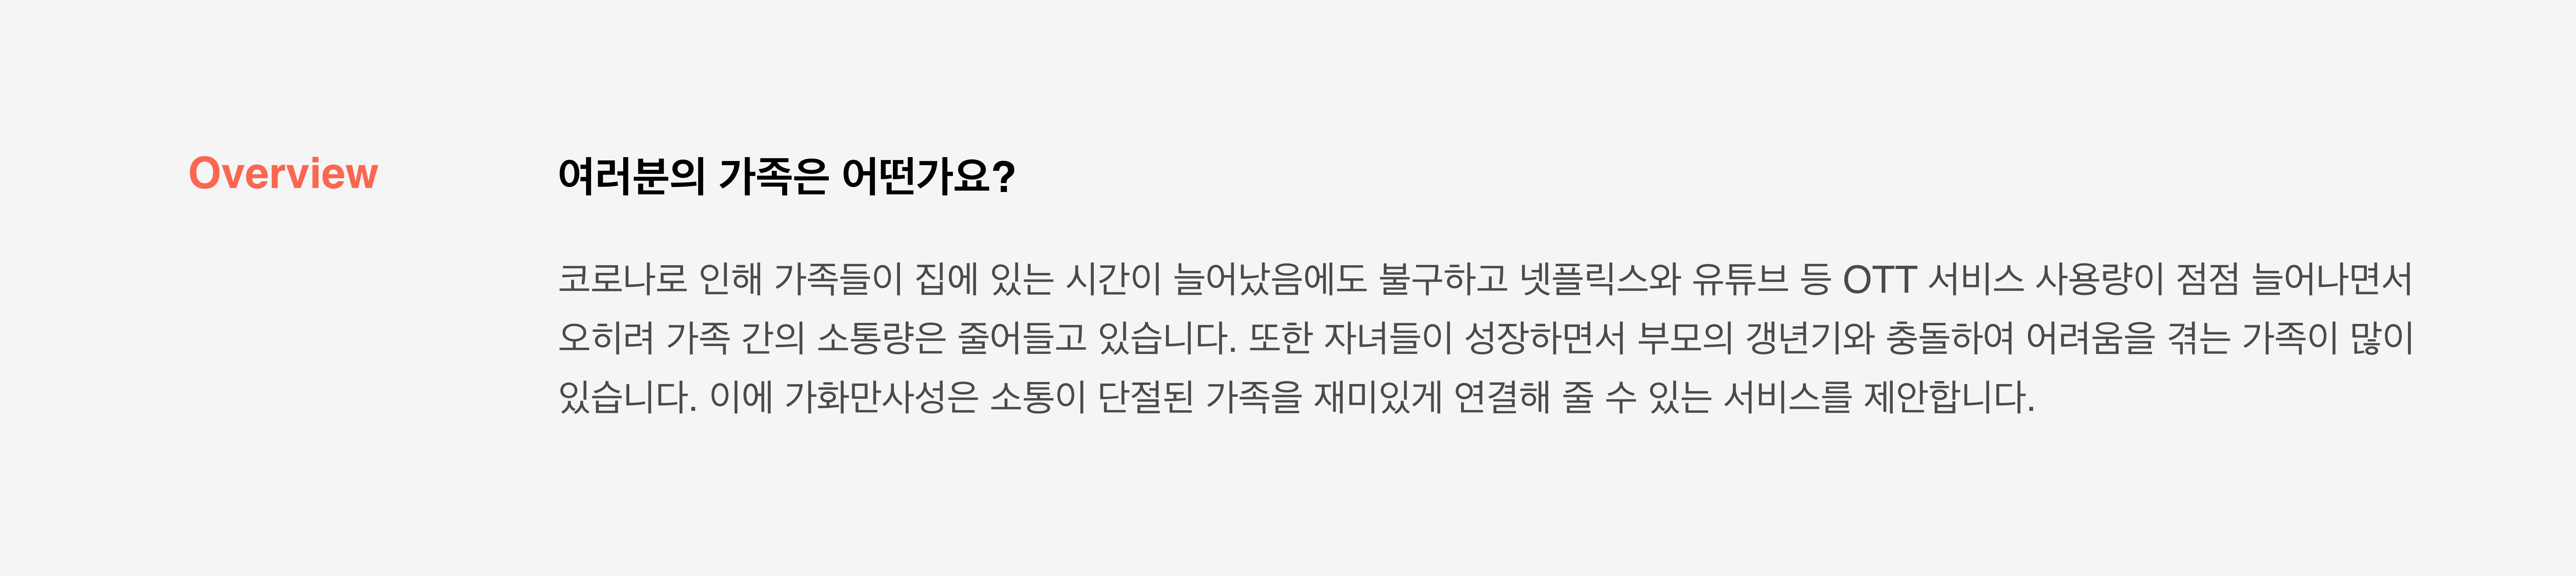 Overview
여러분의 가족은 어떤가요?
코로나로 인해 가족들이 집에 있는 시간이 늘어났음에도 불구하고 넷플릭스와 유튜브 등 OTT 서비스 사용량이 점점 늘어나면서
오히려 가족 간의 소통량은 줄어들고 있습니다. 또한 자녀들이 성장하면서 부모의 갱년기와 충돌하여 어려움을 겪는 가족이 많이
있습니다. 이에 가화만사성은 소통이 단절된 가족을 재미있게 연결해 줄 수 있는 서비스를 제안합니다.